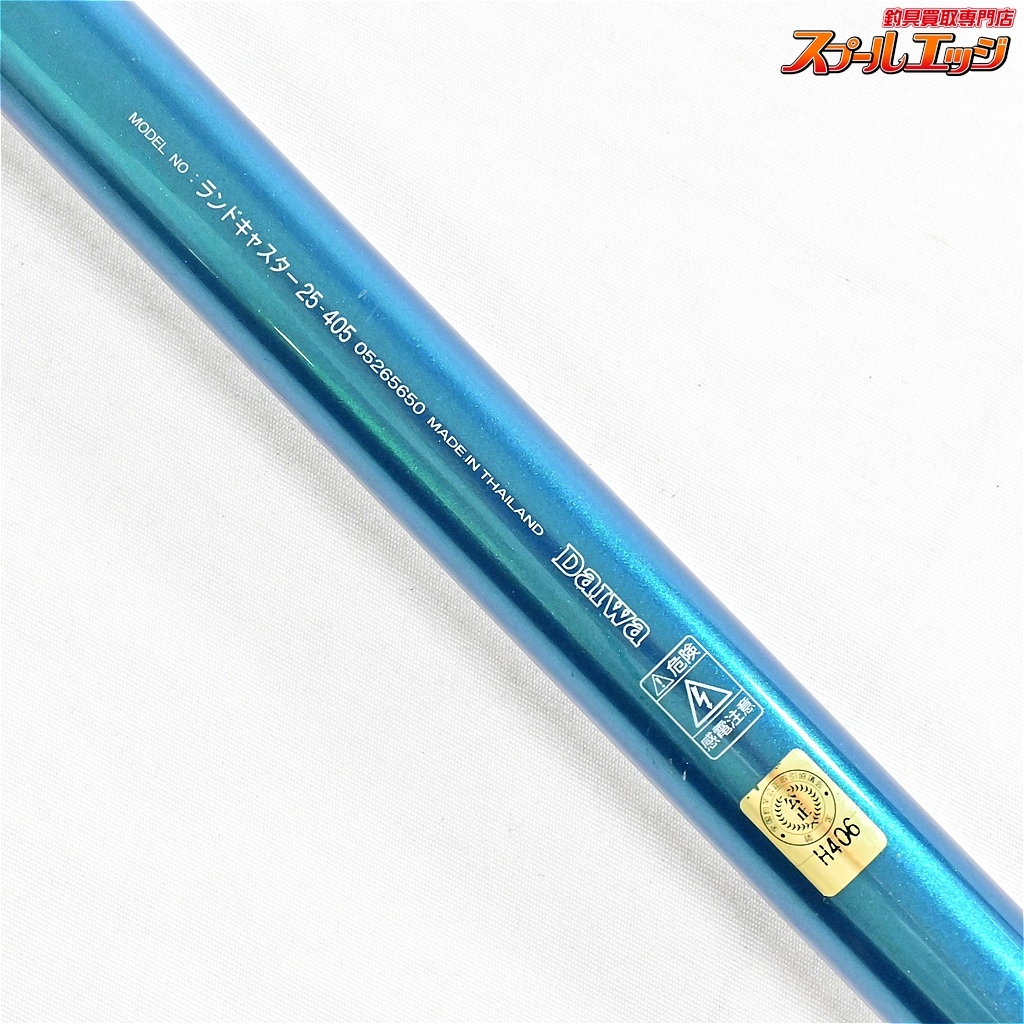 釣具買取専門店
スプールエッジ
MODEL NO : ランドキャスター 25-405 05265650 MADE IN THAILAND Daiwa
危険
感電注意
公正
H406